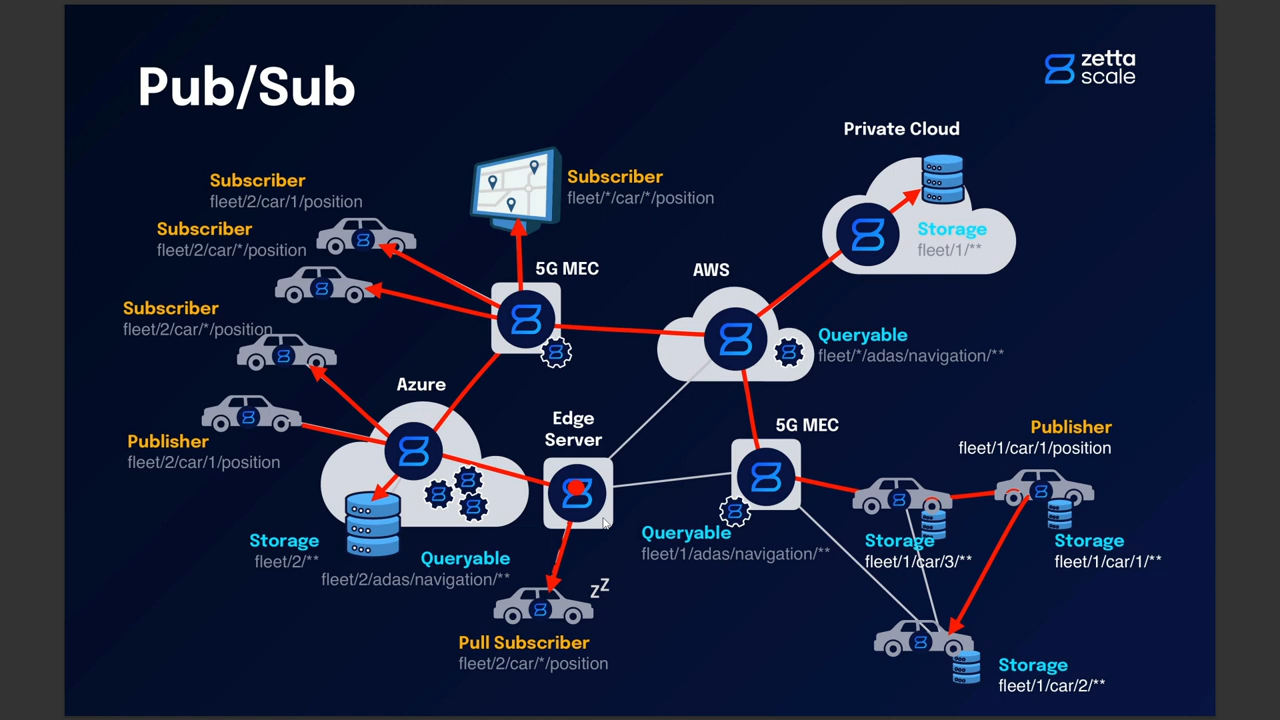 Pub/Sub
zetta
scale
Private Cloud
Storage
fleet/1/**
Subscriber
fleet/2/car/1/position
Subscriber
fleet/2/car/*/position
Subscriber
fleet/2/car/*/position
Subscriber
fleet/*/car/*/position
5G MEC
AWS
Queryable
fleet/*/adas/navigation/**
Azure
Publisher
fleet/2/car/1/position
Edge
Server
5G MEC
Publisher
fleet/1/car/1/position
Storage
fleet/2/**
Queryable
fleet/2/adas/navigation/**
Queryable
fleet/1/adas/navigation/**
Storage
fleet/1/car/3/**
Storage
fleet/1/car/1/**
zZ
Pull Subscriber
fleet/2/car/*/position
Storage
fleet/1/car/2/**